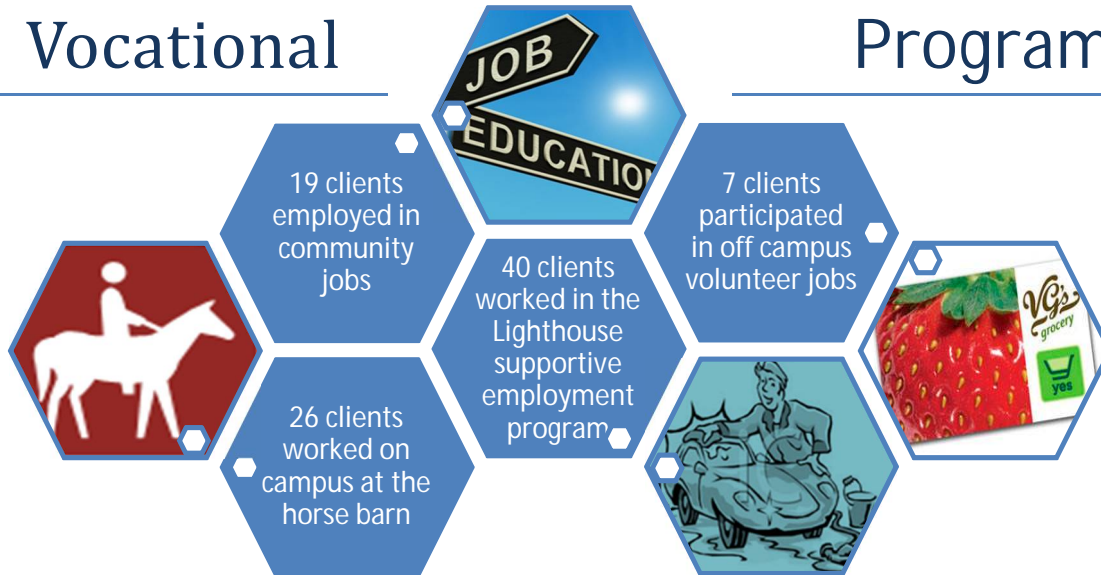 Vocational
Program
JOB
EDUCATIO
19 clients
employed in
community
jobs
7 clients
participated
in off campus
volunteer jobs
40 clients
worked in the
Lighthouse
supportive
employment
program
VG's
grocery
yes
26 clients
worked on
campus at the
horse barn